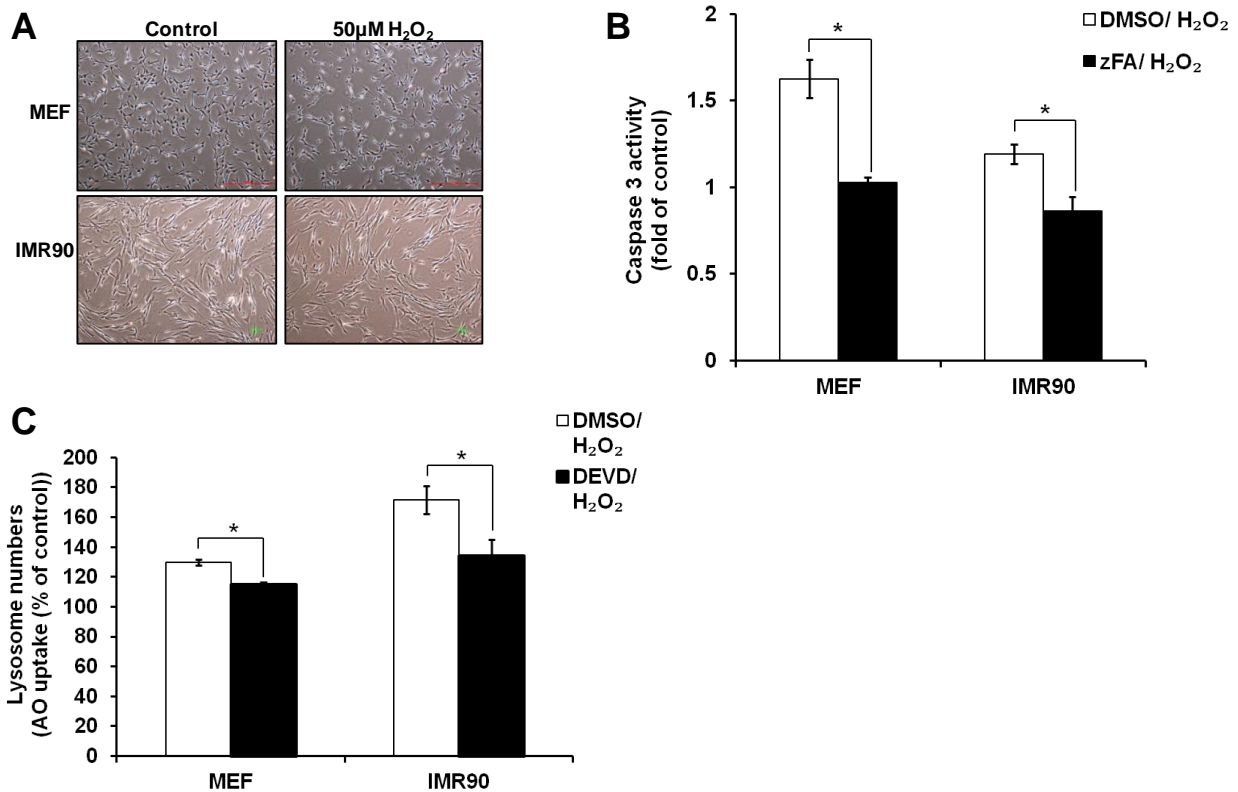 A
Control
50µM H₂O₂
MEF
IMR90
B
Caspase 3 activity
(fold of control)
2
1.5
1
0.5
0
*
*
DMSO/ H₂O₂
zFA/ H₂O₂
MEF
IMR90
C
Lysosome numbers
(AO uptake (% of control))
200
180
160
140
120
100
80
60
40
20
0
*
*
DMSO/
H₂O₂
DEVD/
H₂O₂
MEF
IMR90